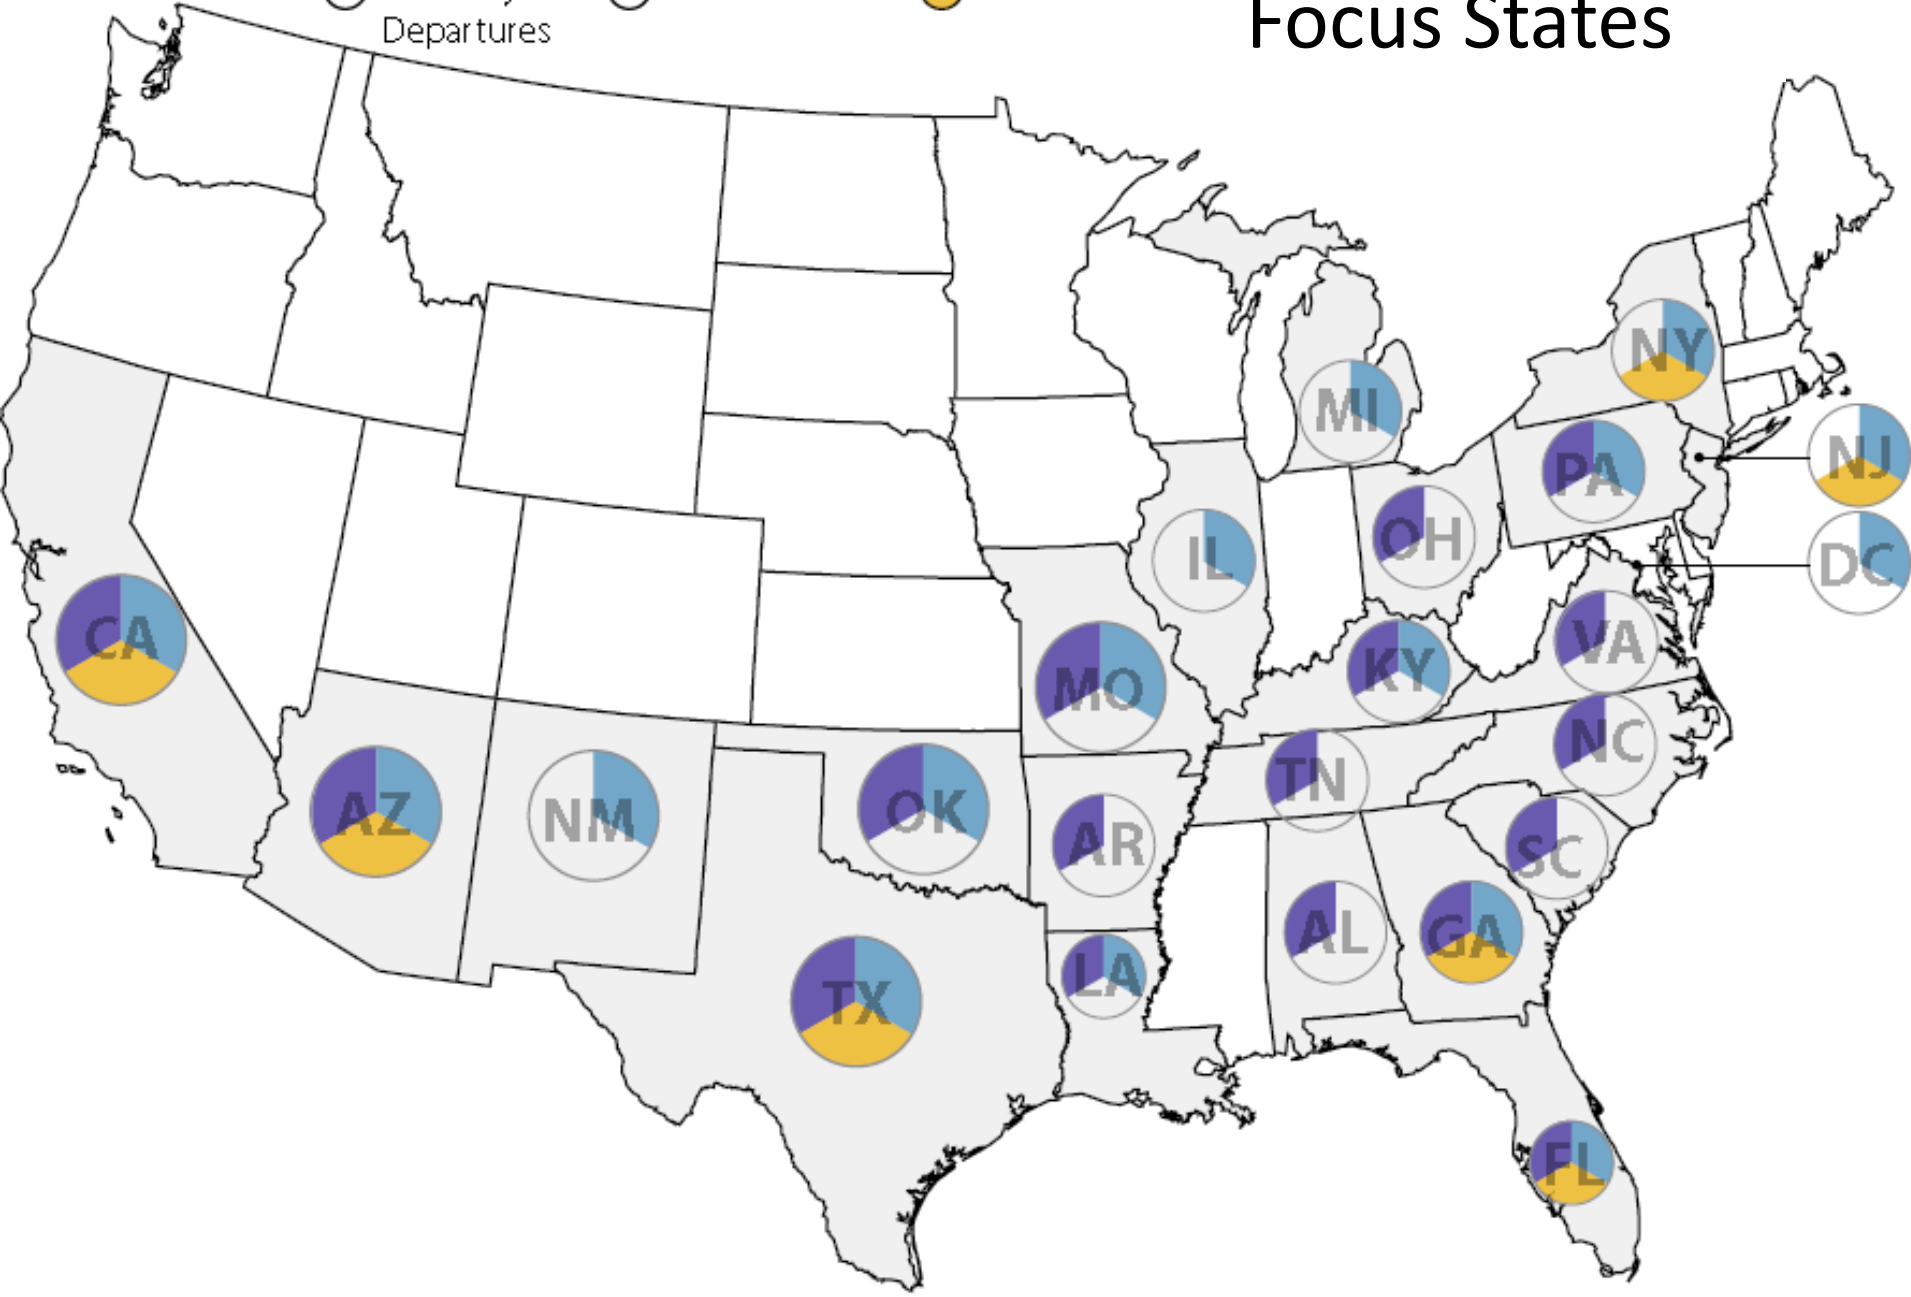 Departures
Focus States
NY
MI
NJ
PA
OH
IL
DC
CA
VA
KY
MO
NC
TN
AZ
NM
OK
AR
SC
AL
GA
LA
TX
FL